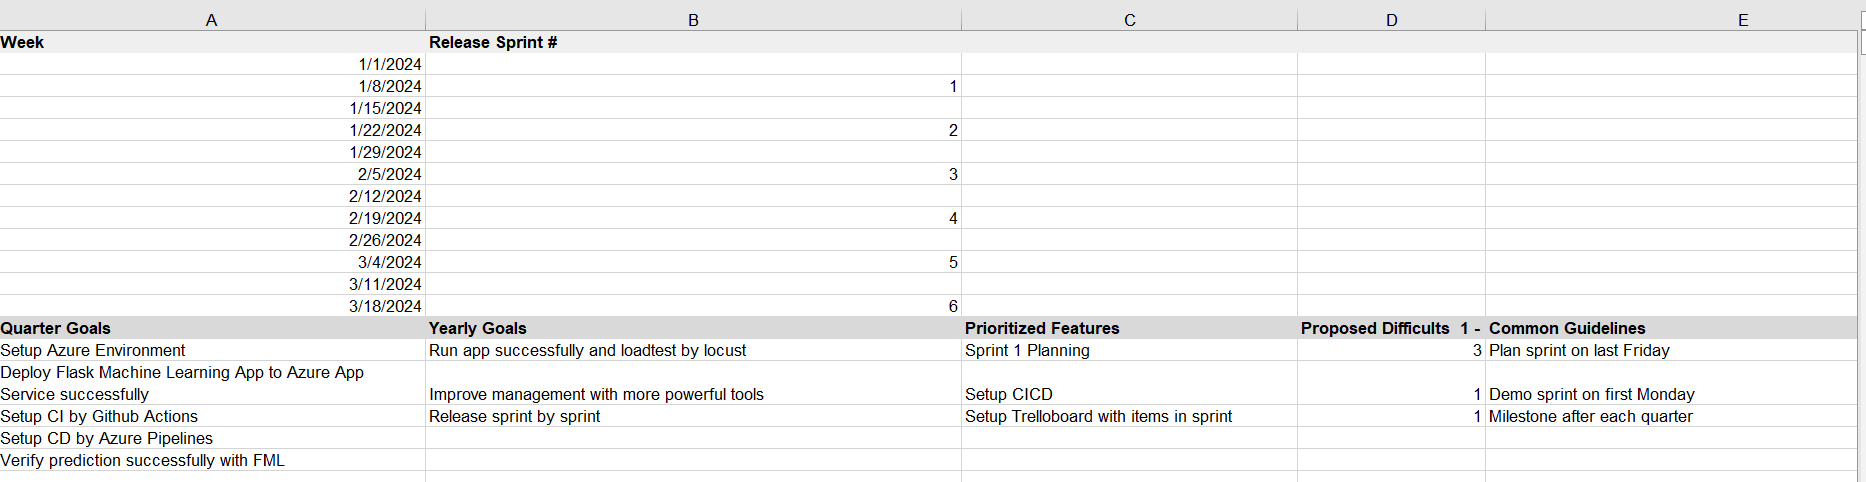 A B C D E
Week Release Sprint #
1/1/2024
1/8/2024 1
1/15/2024
1/22/2024 2
1/29/2024
2/5/2024 3
2/12/2024
2/19/2024 4
2/26/2024
3/4/2024 5
3/11/2024
3/18/2024 6
Quarter Goals Yearly Goals Prioritized Features Proposed Difficults 1 - Common Guidelines
Setup Azure Environment Run app successfully and loadtest by locust Sprint 1 Planning 3 Plan sprint on last Friday
Deploy Flask Machine Learning App to Azure App
Service successfully Improve management with more powerful tools Setup CICD 1 Demo sprint on first Monday
Setup CI by Github Actions Release sprint by sprint Setup Trelloboard with items in sprint 1 Milestone after each quarter
Setup CD by Azure Pipelines
Verify prediction successfully with FML